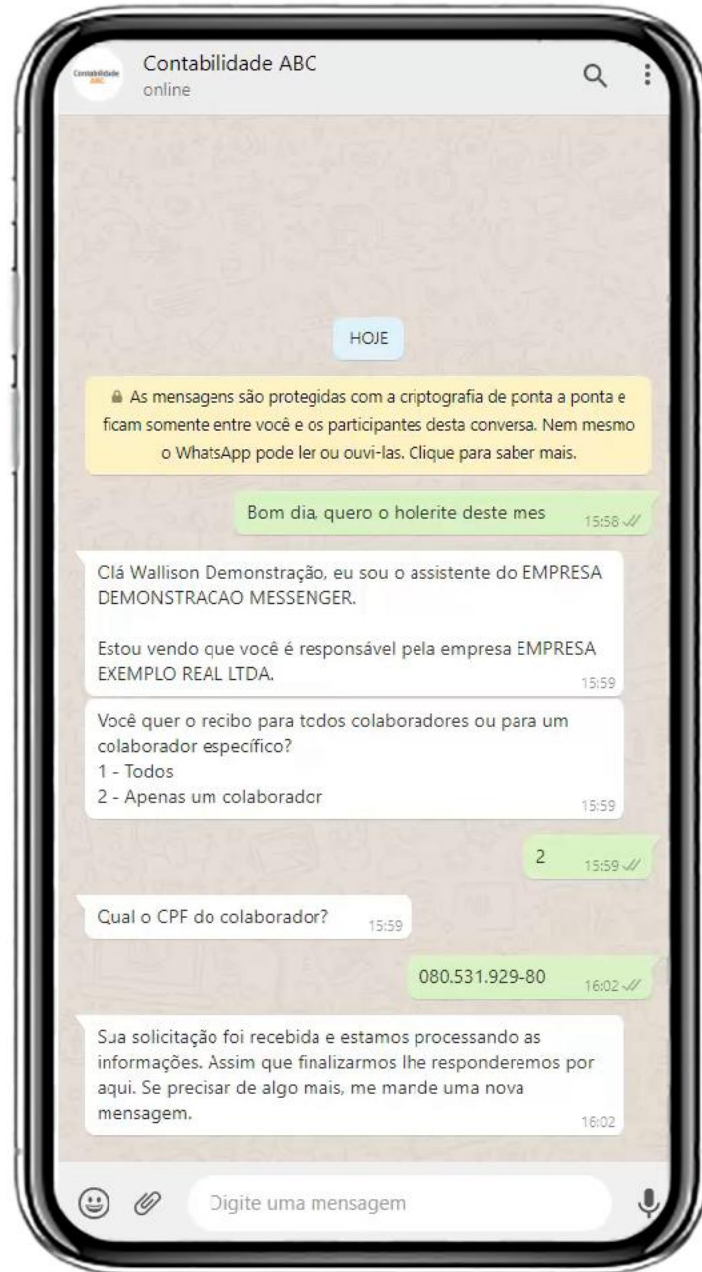 Contabilidade
ABC
Contabilidade ABC
online
HOJE
As mensagens são protegidas com a criptografia de ponta a ponta e
ficam somente entre você e os participantes desta conversa. Nem mesmo
o WhatsApp pode ler ou ouvi-las. Clique para saber mais.
Bom dia, quero o holerite deste mes
15:58
Clá Wallison Demonstração, eu sou o assistente do EMPRESA
DEMONSTRACAO MESSENGER.
Estou vendo que você é responsável pela empresa EMPRESA
EXEMPLO REAL LTDA.
15:59
Você quer o recibo para todos colaboradores ou para um
colaborador específico?
1 - Todos
2 - Apenas um colaborador
15:59
2
15:59
Qual o CPF do colaborador?
15:59
080.531.929-80
16:02
Sua solicitação foi recebida e estamos processando as
informações. Assim que finalizarmos lhe responderemos por
aqui. Se precisar de algo mais, me mande uma nova
mensagem.
16:02
Digite uma mensagem